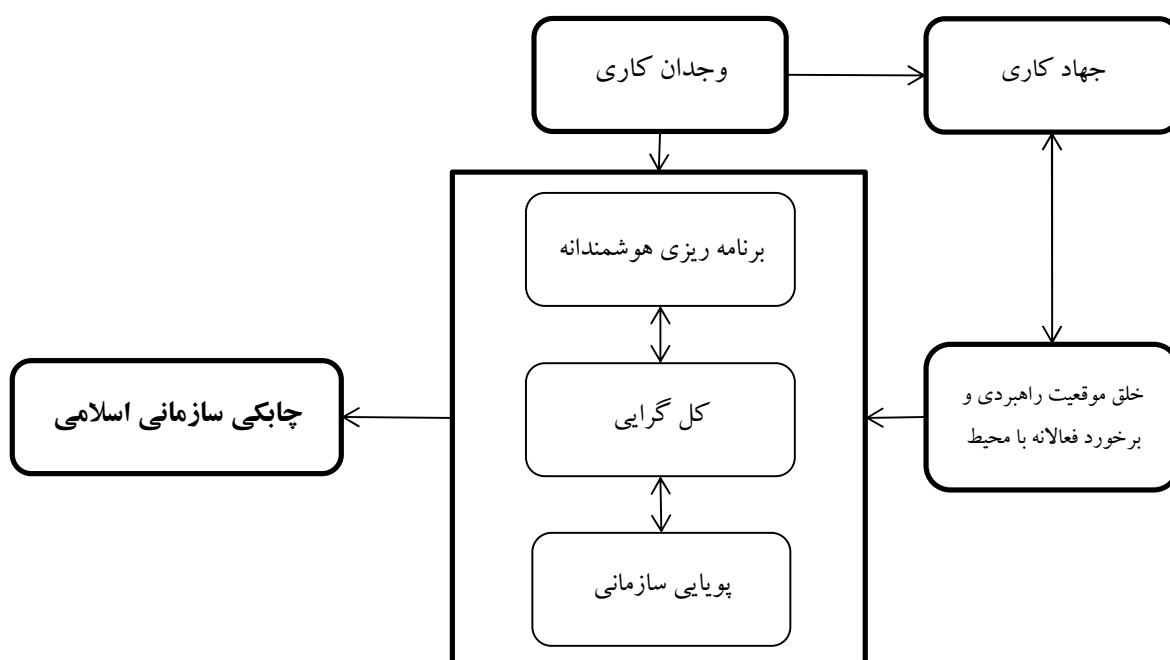 جهاد کاری
وجدان کاری
برنامه ریزی هوشمندانه
کل گرایی
پویایی سازمانی
خلق موقعیت راهبردی و
برخورد فعالانه با محیط
چابکی سازمانی اسلامی